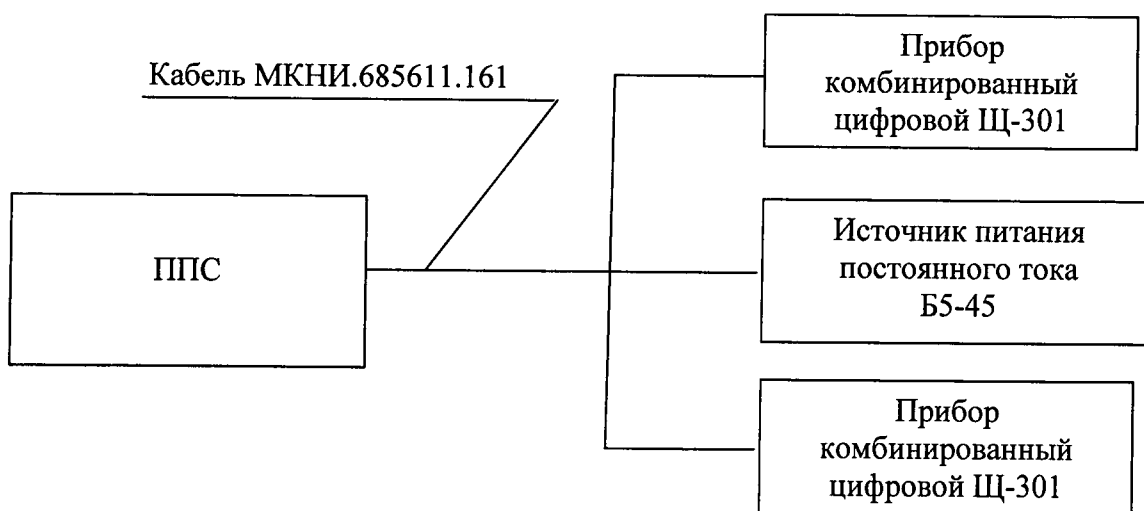 Кабель МКНИ.685611.161
Прибор
комбинированный
цифровой Щ-301
ППС
Источник питания
постоянного тока
Б5-45
Прибор
комбинированный
цифровой Щ-301